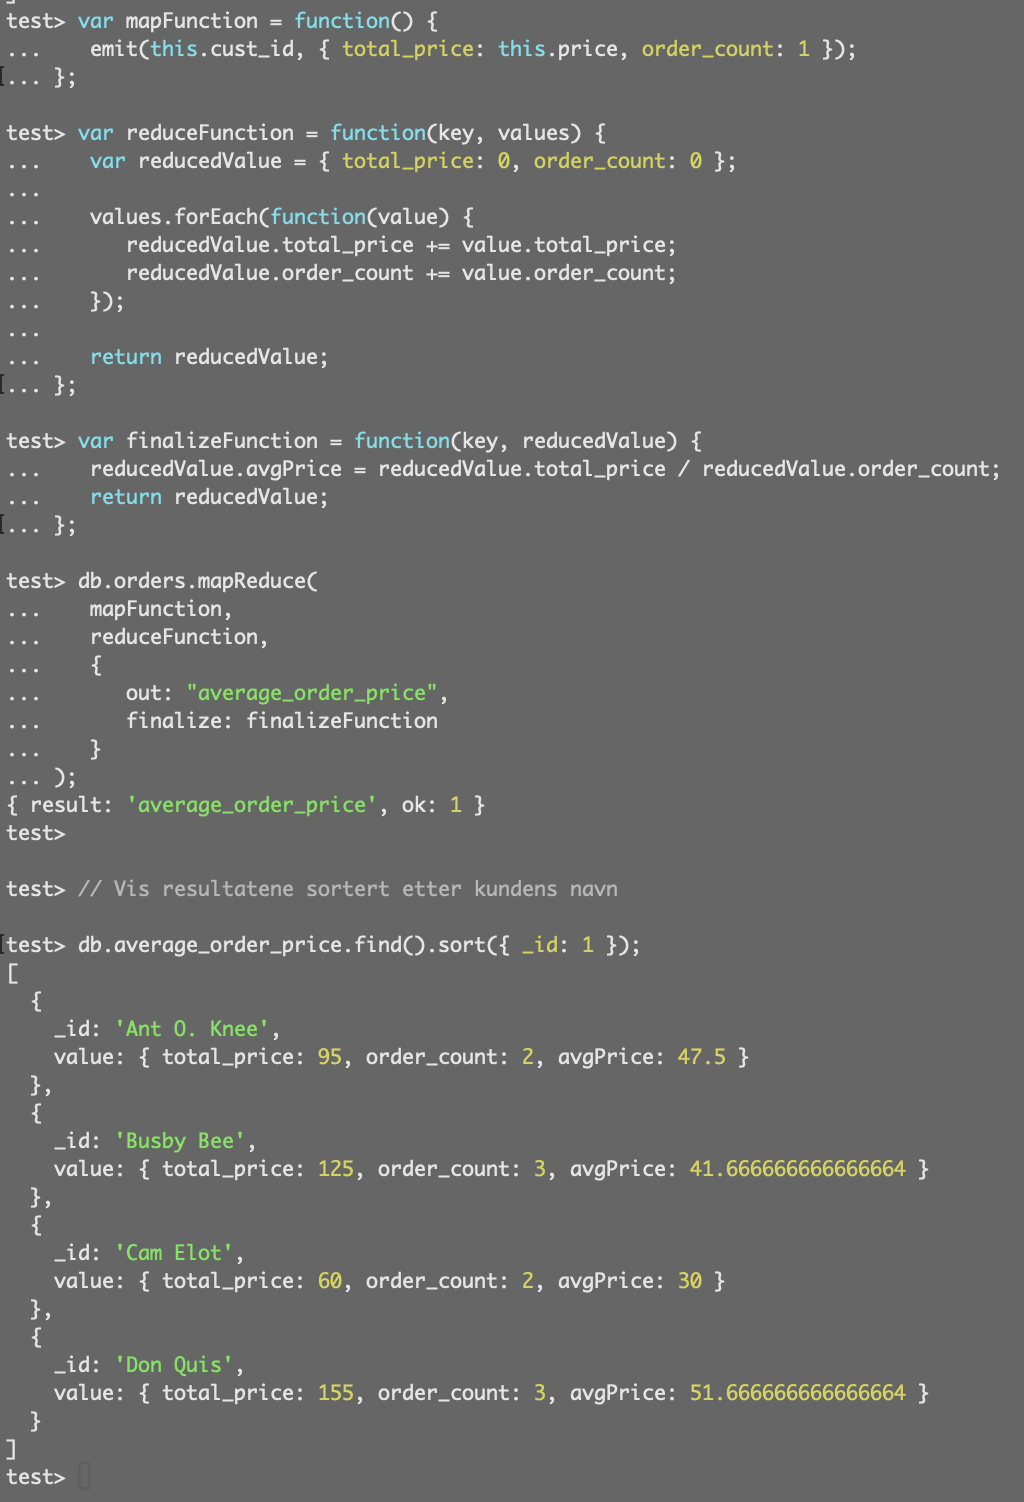 test> var mapFunction = function() {
...    emit(this.cust_id, { total_price: this.price, order_count: 1 });
[... };
test> var reduceFunction = function(key, values) {
...    var reducedValue = { total_price: 0, order_count: 0 };
...
...    values.forEach(function(value) {
...       reducedValue.total_price += value.total_price;
...       reducedValue.order_count += value.order_count;
...    });
...
...    return reducedValue;
[... };
test> var finalizeFunction = function(key, reducedValue) {
...    reducedValue.avgPrice = reducedValue.total_price / reducedValue.order_count;
...    return reducedValue;
[... };
test> db.orders.mapReduce(
...    mapFunction,
...    reduceFunction,
...    {
...       out: "average_order_price",
...       finalize: finalizeFunction
...    }
... );
{ result: 'average_order_price', ok: 1 }
test>
test> // Vis resultatene sortert etter kundens navn
[test> db.average_order_price.find().sort({ _id: 1 });
[
  {
    _id: 'Ant O. Knee',
    value: { total_price: 95, order_count: 2, avgPrice: 47.5 }
  },
  {
    _id: 'Busby Bee',
    value: { total_price: 125, order_count: 3, avgPrice: 41.666666666666664 }
  },
  {
    _id: 'Cam Elot',
    value: { total_price: 60, order_count: 2, avgPrice: 30 }
  },
  {
    _id: 'Don Quis',
    value: { total_price: 155, order_count: 3, avgPrice: 51.666666666666664 }
  }
]
test>